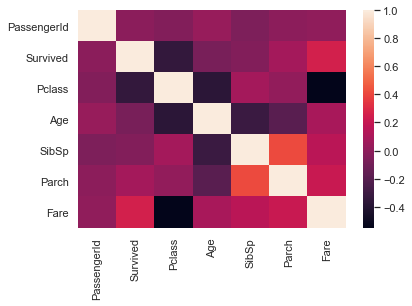 PassengerId
Survived
Pclass
Age
SibSp
Parch
Fare
PassengerId
Survived
Pclass
Age
SibSp
Parch
Fare
1.0
0.8
0.6
0.4
0.2
0.0
−0.2
−0.4